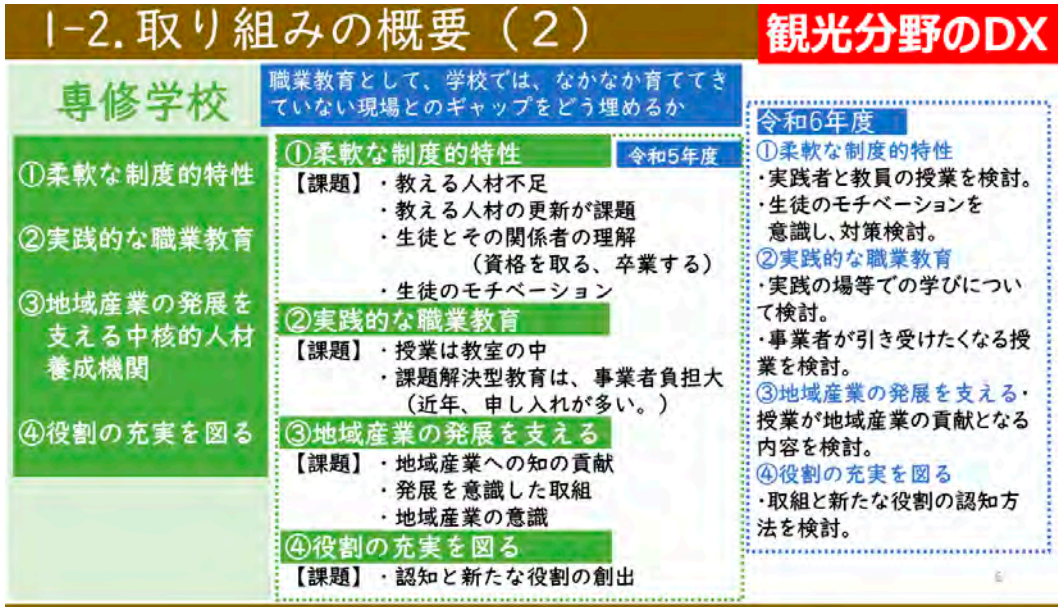 1-2.取り組みの概要（２）
観光分野のDX
専修学校
職業教育として、学校では、なかなか育ててき
ていない現場とのギャップをどう埋めるか
①柔軟な制度的特性
②実践的な職業教育
③地域産業の発展を
支える中核的人材
養成機関
④役割の充実を図る
①柔軟な制度的特性
令和5年度
【課題】・教える人材不足
・教える人材の更新が課題
・生徒とその関係者の理解
（資格を取る、卒業する）
・生徒のモチベーション
②実践的な職業教育
【課題】・授業は教室の中
・課題解決型教育は、事業者負担大
（近年、申し入れが多い。）
③地域産業の発展を支える
【課題】・地域産業への知の貢献
・発展を意識した取組
・地域産業の意識
④役割の充実を図る
【課題】・認知と新たな役割の創出
令和6年度
①柔軟な制度的特性
・実践者と教員の授業を検討。
・生徒のモチベーションを
意識し、対策検討。
②実践的な職業教育
・実践の場等での学びについ
て検討。
・事業者が引き受けたくなる授
業を検討。
③地域産業の発展を支える・
授業が地域産業の貢献となる
内容を検討。
④役割の充実を図る
・取組と新たな役割の認知方
法を検討。
6